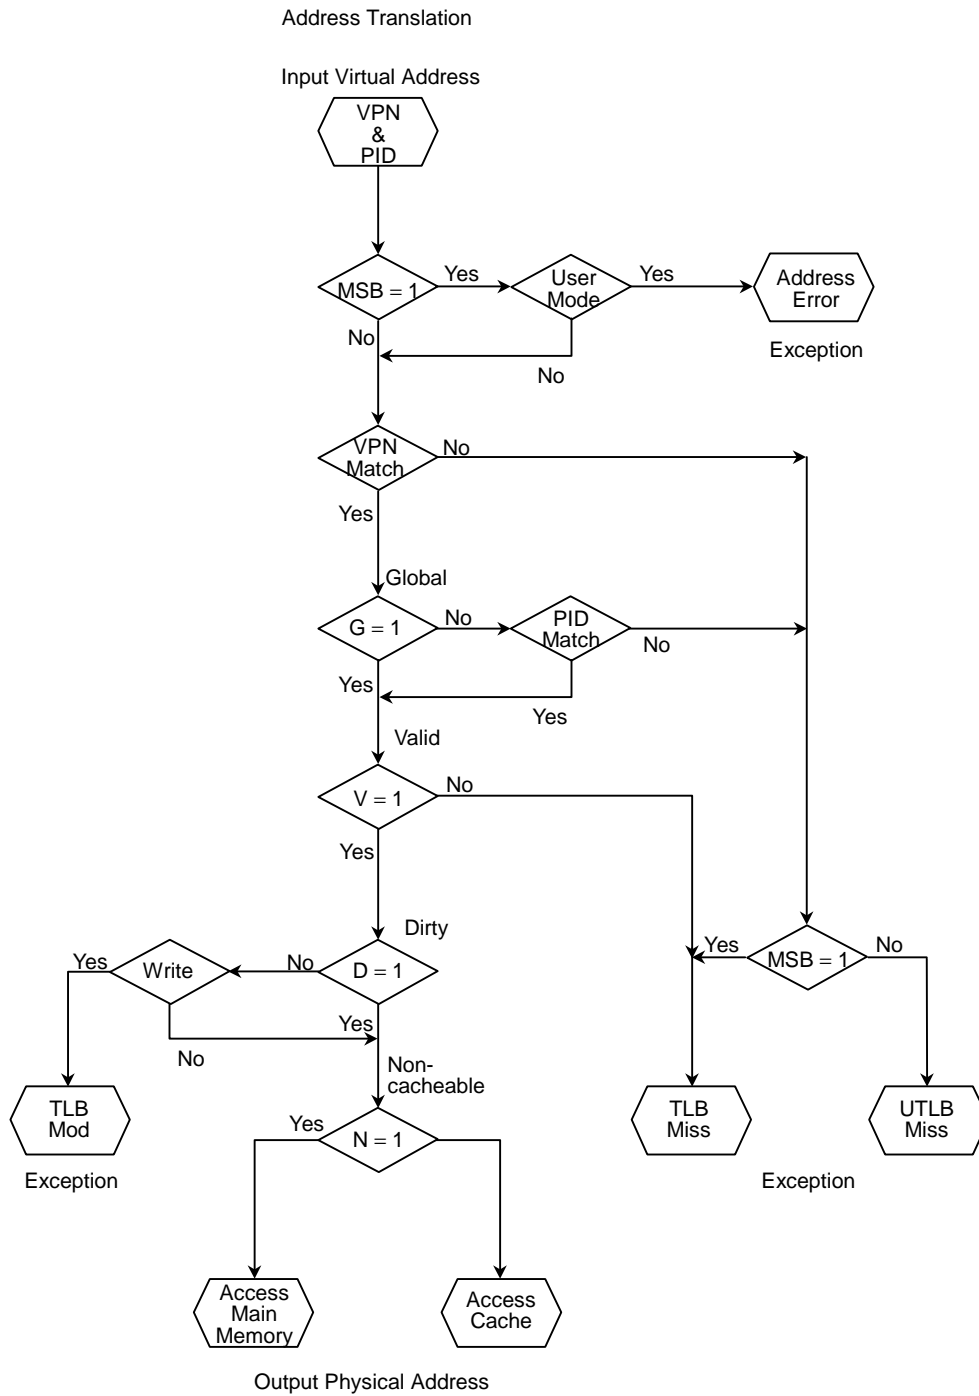 Address Translation
Input Virtual Address
VPN
&
PID
MSB = 1
Yes
User
Mode
Yes
Address
Error
No
No
Exception
VPN
Match
No
Yes
Global
G = 1
No
PID
Match
No
Yes
Yes
Valid
V = 1
No
Yes
Dirty
Yes
Write
No
D = 1
Yes
MSB = 1
No
Yes
No
Non-
cacheable
TLB
Mod
Yes
N = 1
TLB
Miss
UTLB
Miss
Exception
Exception
Access
Main
Memory
Access
Cache
Output Physical Address